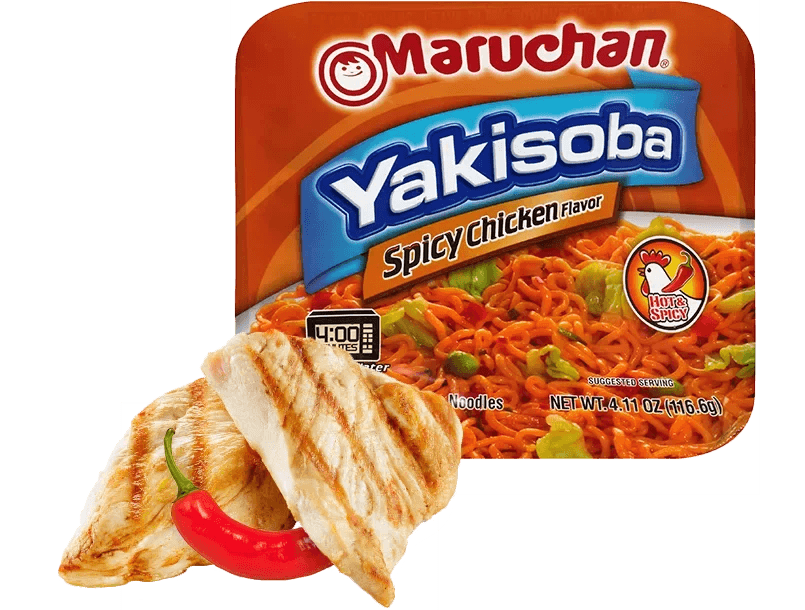 Maruchan®
Yakisoba
Spicy Chicken Flavor
HOT &
SPICY
4:00
SUGGESTED SERVING
Noodles
NET WT. 4.11 OZ (116.6g)